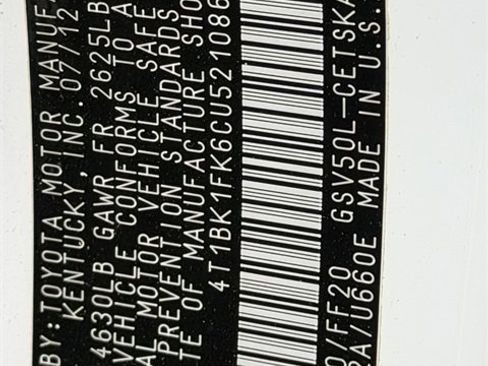 BY:TOYOTA MOTOR MANUF
KENTUCKY, INC. 07/12
4630LB GAWR FR 2625LB
VEHICLE CONFORMS TO A
AL MOTOR VEHICLE SAFE
PREVENTION STANDARDS
TE OF MANUFACTURE SHO
4T1BK1FK6CU521086
O/FF20 GSV50L-CETSKA
2A/U660E MADE IN U.S.